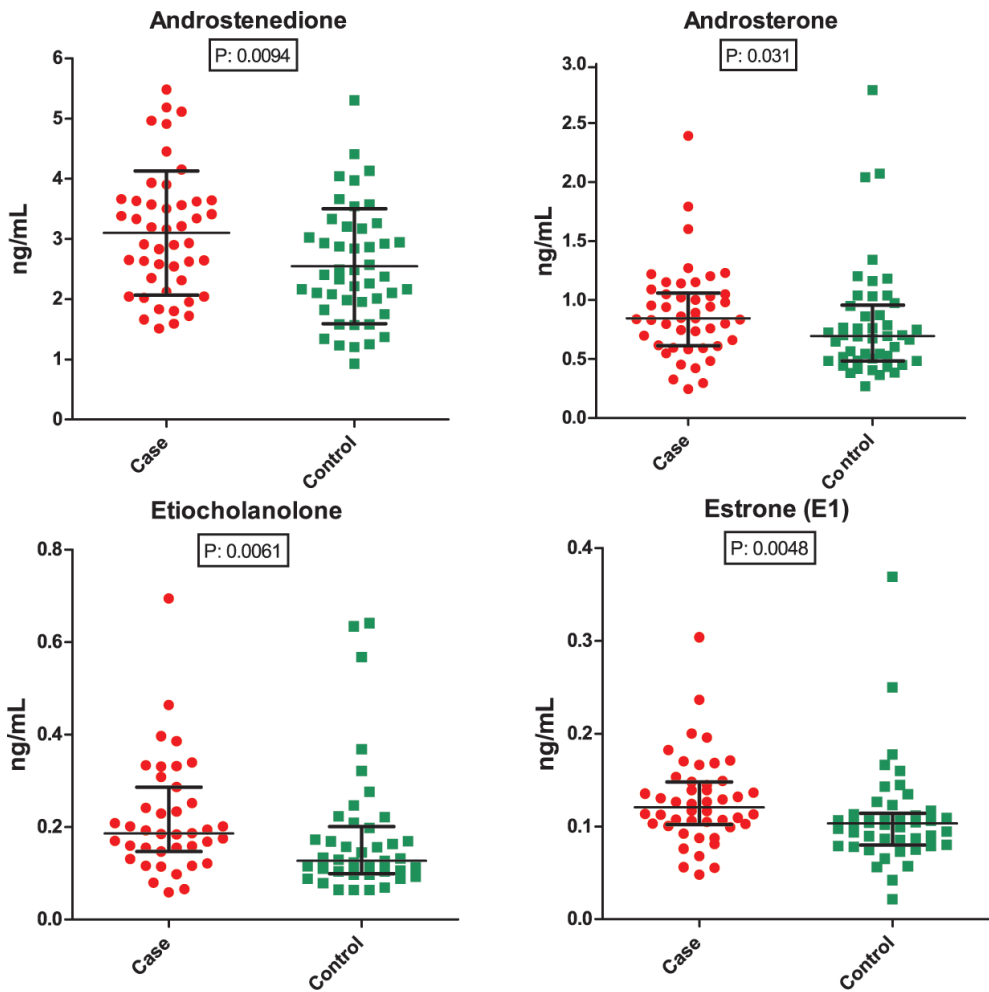 Androstenedione
P: 0.0094
ng/mL
6
5
4
3
2
1
0
Case
Control
Androsterone
P: 0.031
ng/mL
3.0
2.5
2.0
1.5
1.0
0.5
0.0
Case
Control
Etiocholanolone
P: 0.0061
ng/mL
0.8
0.6
0.4
0.2
0.0
Case
Control
Estrone (E1)
P: 0.0048
ng/mL
0.4
0.3
0.2
0.1
0.0
Case
Control